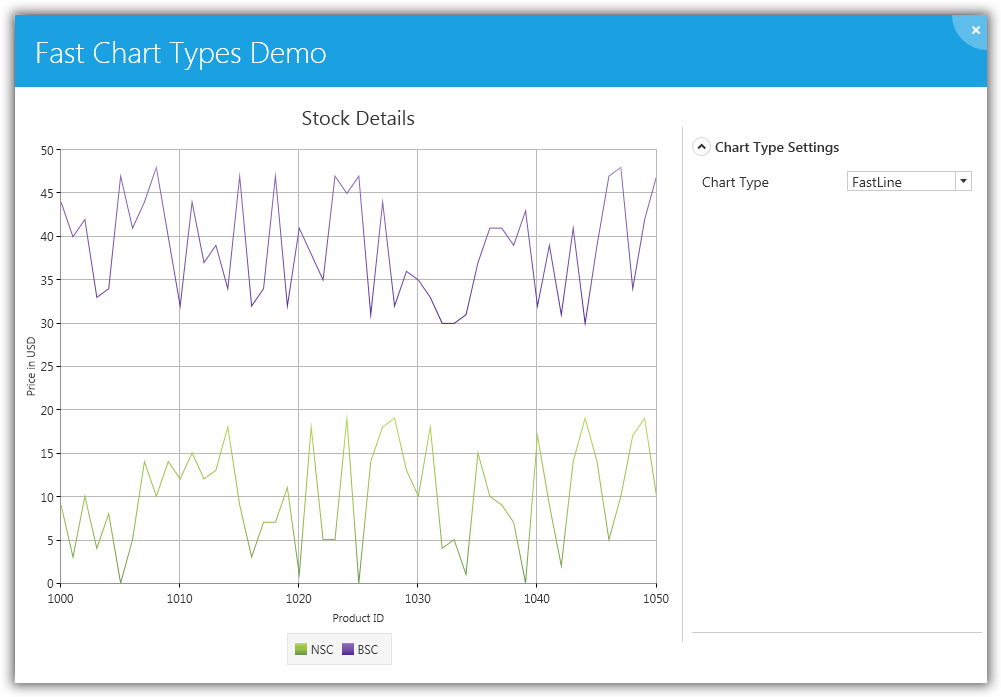 Fast Chart Types Demo
Stock Details
50
45
40
35
30
25
20
15
10
5
0
Price in USD
1000 1010 1020 1030 1040 1050
Product ID
NSC BSC
Chart Type Settings
Chart Type FastLine